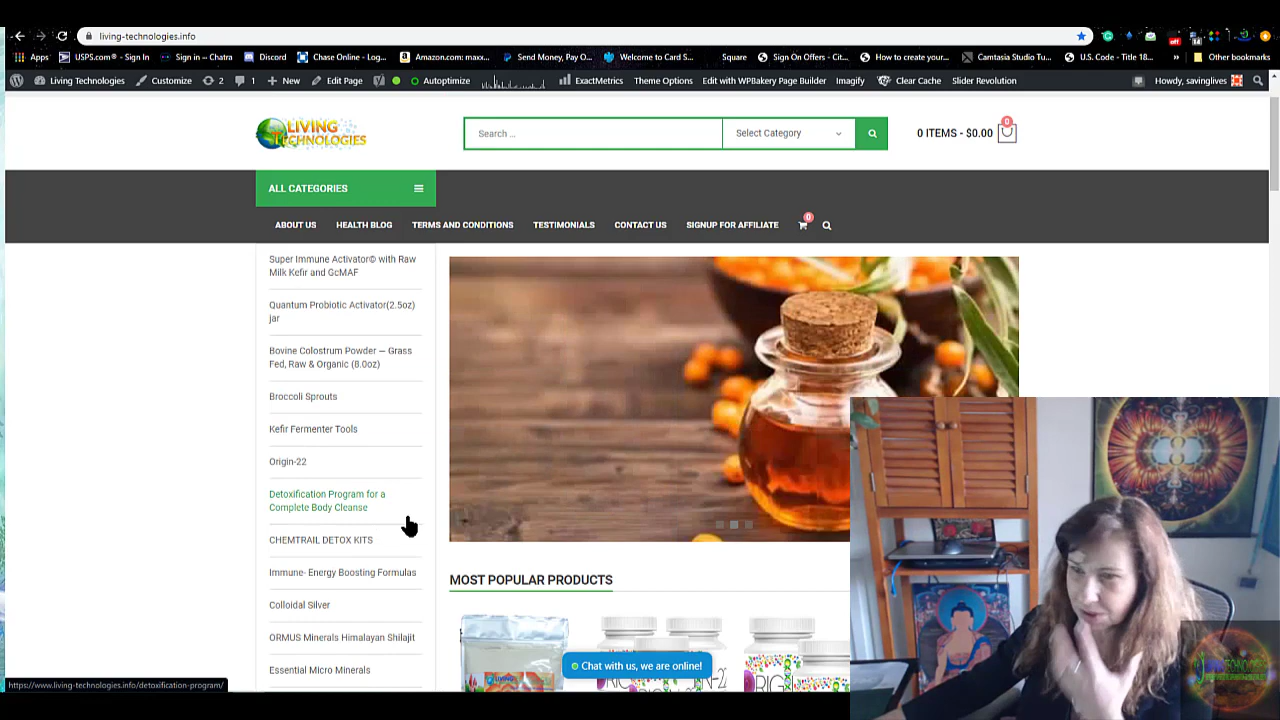 living-technologies.info
Apps
USPS.com® - Sign In
Sign in -- Chatra
Discord
Chase Online - Log...
Amazon.com: maxx...
Send Money, Pay O...
Welcome to Card S...
Square
Sign On Offers - Cit...
How to create your...
Camtasia Studio Tu...
U.S. Code - Title 18...
»
Other bookmarks
Living Technologies
Customize
2
1
New
Edit Page
Autoptimize
ExactMetrics
Theme Options
Edit with WPBakery Page Builder
Imagify
Clear Cache
Slider Revolution
Howdy, savinglives
LIVING
TECHNOLOGIES
Search ...
Select Category
0 ITEMS - $0.00
0
ALL CATEGORIES
ABOUT US
HEALTH BLOG
TERMS AND CONDITIONS
TESTIMONIALS
CONTACT US
SIGNUP FOR AFFILIATE
0
Super Immune Activator© with Raw
Milk Kefir and GcMAF
Quantum Probiotic Activator(2.5oz)
jar
Bovine Colostrum Powder — Grass
Fed, Raw & Organic (8.0oz)
Broccoli Sprouts
Kefir Fermenter Tools
Origin-22
Detoxification Program for a
Complete Body Cleanse
CHEMTRAIL DETOX KITS
Immune- Energy Boosting Formulas
Colloidal Silver
ORMUS Minerals Himalayan Shilajit
Essential Micro Minerals
MOST POPULAR PRODUCTS
Chat with us, we are online!
https://www.living-technologies.info/detoxification-program/